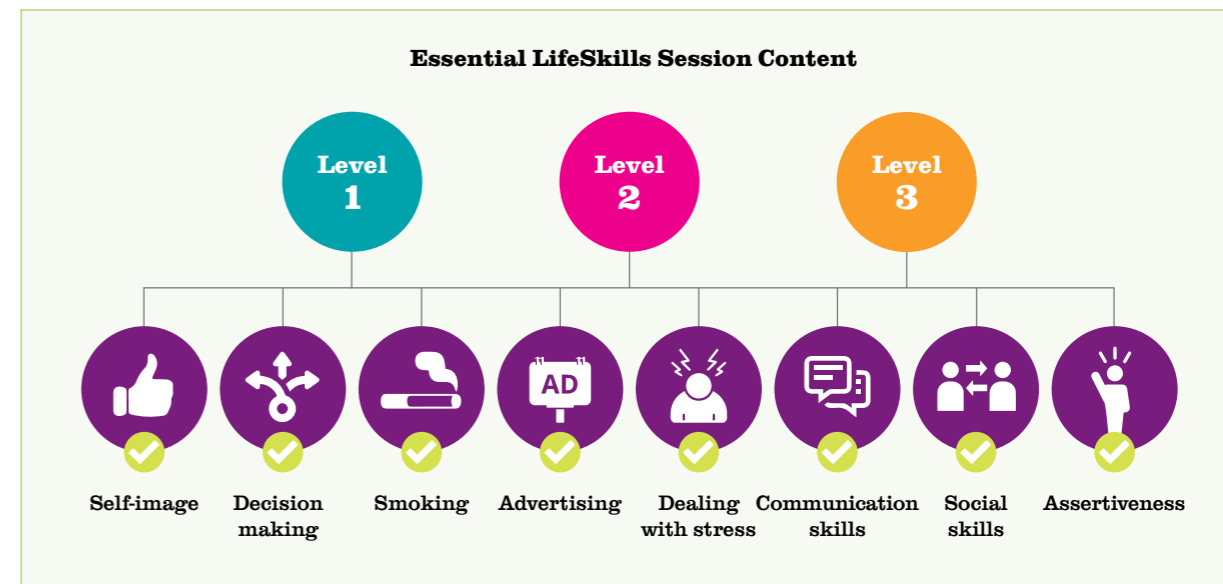 Essential LifeSkills Session Content
Level
1
Level
2
Level
3
AD
Self-image
Decision
making
Smoking
Advertising
Dealing
with stress
Communication
skills
Social
skills
Assertiveness